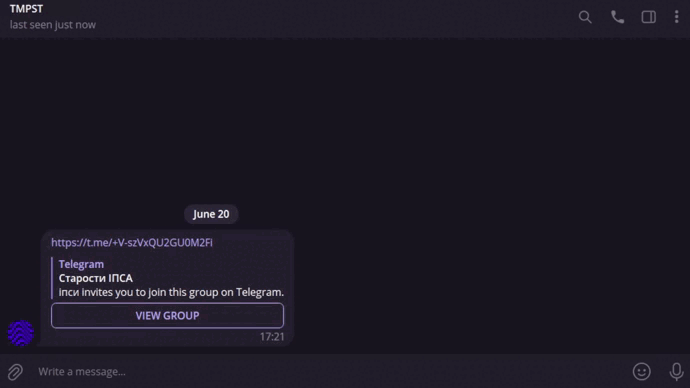 TMPST
last seen just now
June 20
https://t.me/+V-szVxQU2GU0M2Fi
Telegram
Старости ІПСА
іпси invites you to join this group on Telegram.
VIEW GROUP
17:21
Write a message...